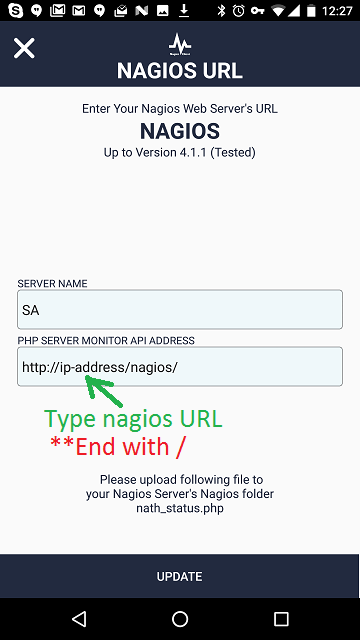 12:27
NAGIOS URL
Enter Your Nagios Web Server's URL
NAGIOS
Up to Version 4.1.1 (Tested)
SERVER NAME
SA
PHP SERVER MONITOR API ADDRESS
http://ip-address/nagios/
Type nagios URL
**End with /
Please upload following file to
your Nagios Server's Nagios folder
nath_status.php
UPDATE